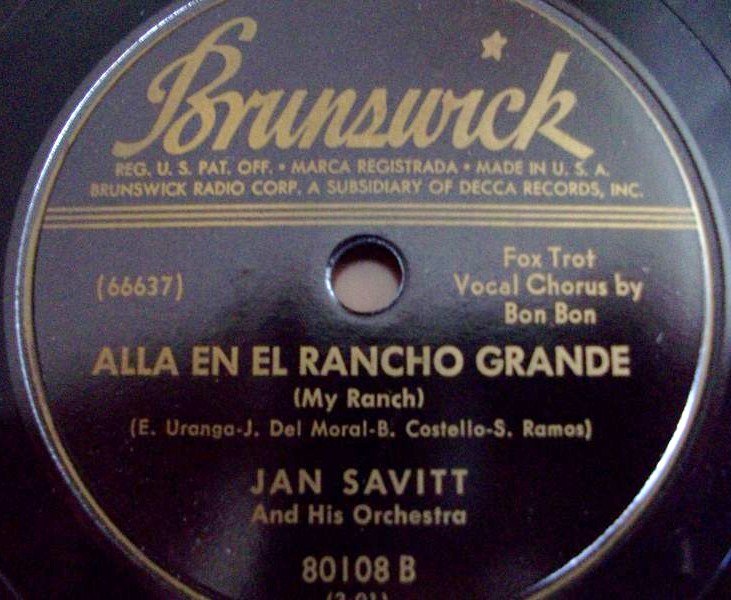 Brunswick
REG. U. S. PAT. OFF. • MARCA REGISTRADA • MADE IN U. S. A.
BRUNSWICK RADIO CORP. A SUBSIDIARY OF DECCA RECORDS, INC.
(66637)
Fox Trot
Vocal Chorus by
Bon Bon
ALLA EN EL RANCHO GRANDE
(My Ranch)
(E. Uranga-J. Del Moral-B. Costello-S. Ramos)
JAN SAVITT
And His Orchestra
80108 B